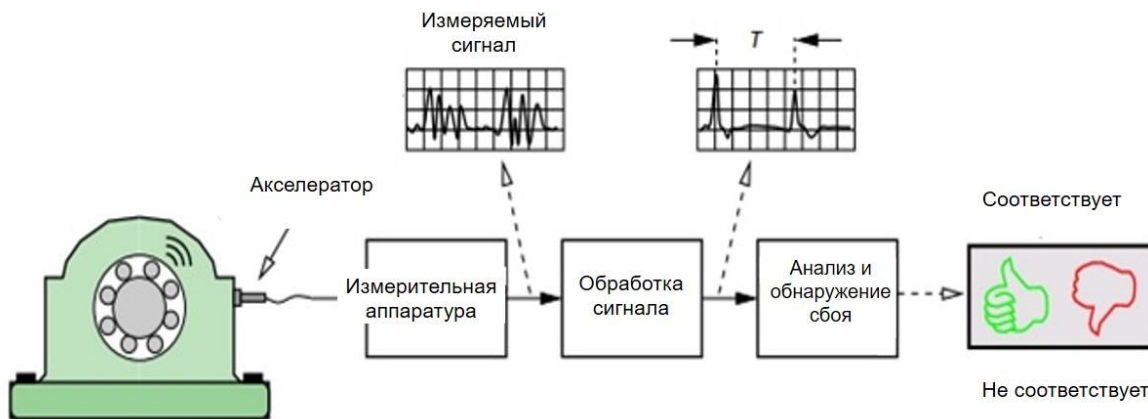 Измеряемый
сигнал
T
Акселератор
Измерительная
аппаратура
Обработка
сигнала
Анализ и
обнаружение
сбоя
Соответствует
Не соответствует